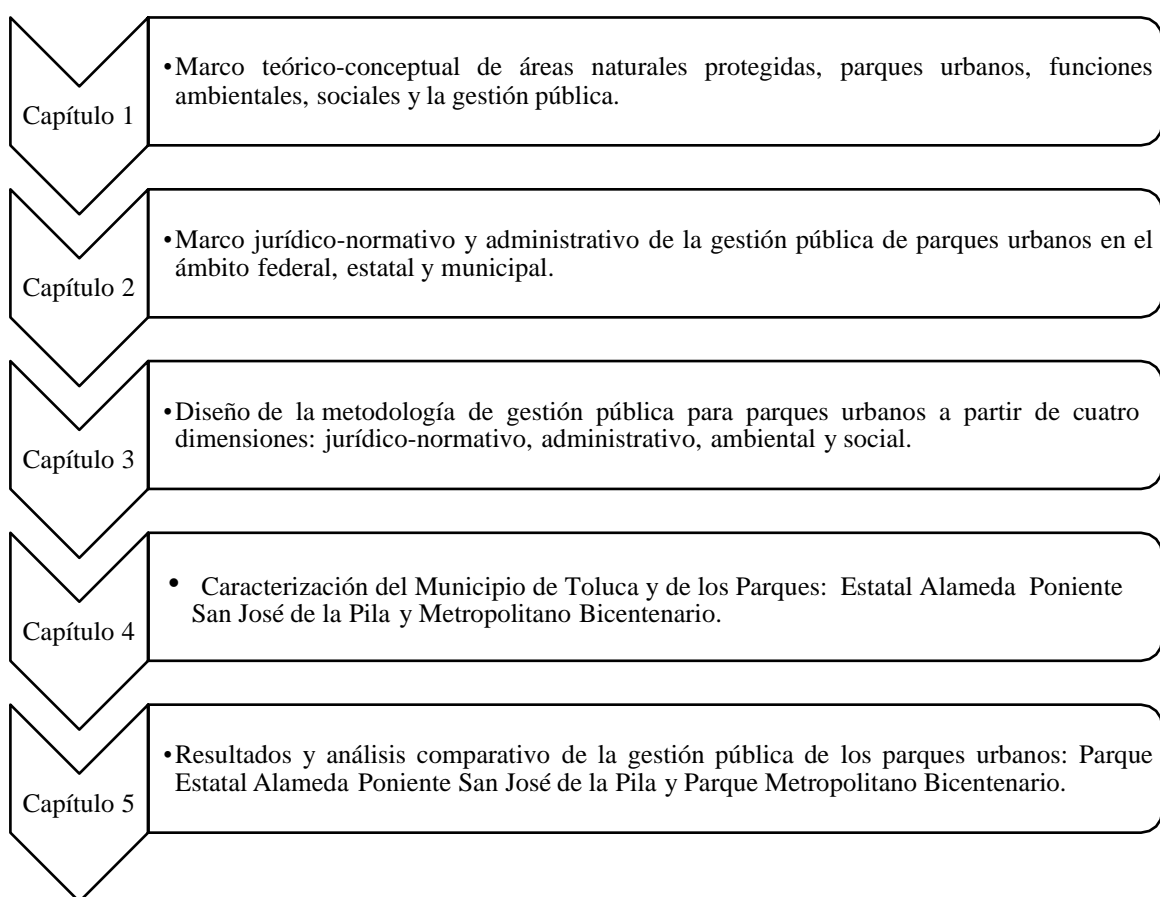 Capítulo 1
•Marco teórico-conceptual de áreas naturales protegidas, parques urbanos, funciones
ambientales, sociales y la gestión pública.
Capítulo 2
•Marco jurídico-normativo y administrativo de la gestión pública de parques urbanos en el
ámbito federal, estatal y municipal.
Capítulo 3
•Diseño de la metodología de gestión pública para parques urbanos a partir de cuatro
dimensiones: jurídico-normativo, administrativo, ambiental y social.
Capítulo 4
• Caracterización del Municipio de Toluca y de los Parques: Estatal Alameda Poniente
San José de la Pila y Metropolitano Bicentenario.
Capítulo 5
•Resultados y análisis comparativo de la gestión pública de los parques urbanos: Parque
Estatal Alameda Poniente San José de la Pila y Parque Metropolitano Bicentenario.